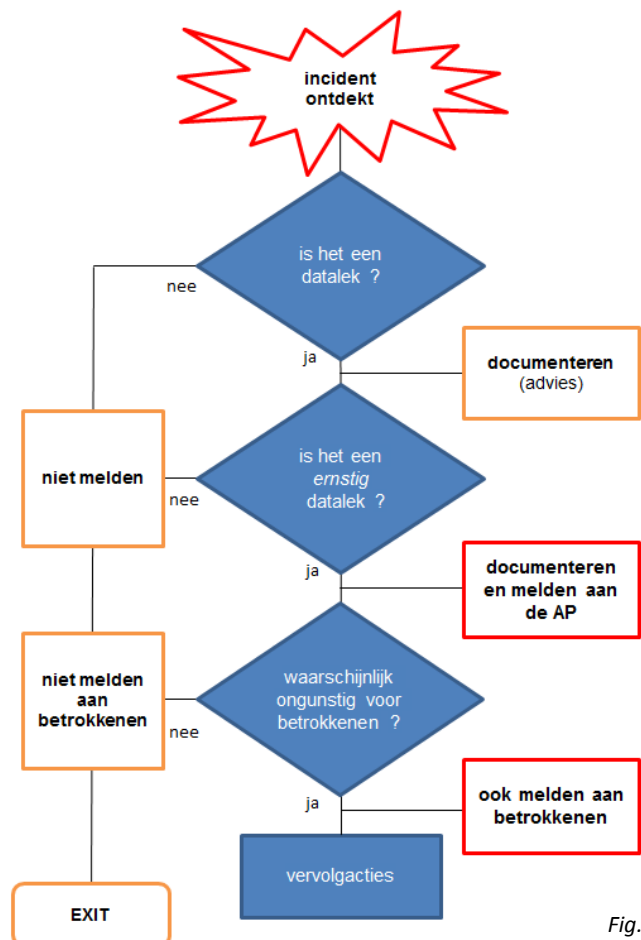 incident
ontdekt
is het een
datalek ?
nee
ja
documenteren
(advies)
niet melden
is het een
ernstig
datalek ?
nee
ja
documenteren
en melden aan
de AP
niet melden
aan
betrokkenen
waarschijnlijk
ongunstig voor
betrokkenen ?
nee
ja
ook melden aan
betrokkenen
vervolgacties
EXIT
Fig.